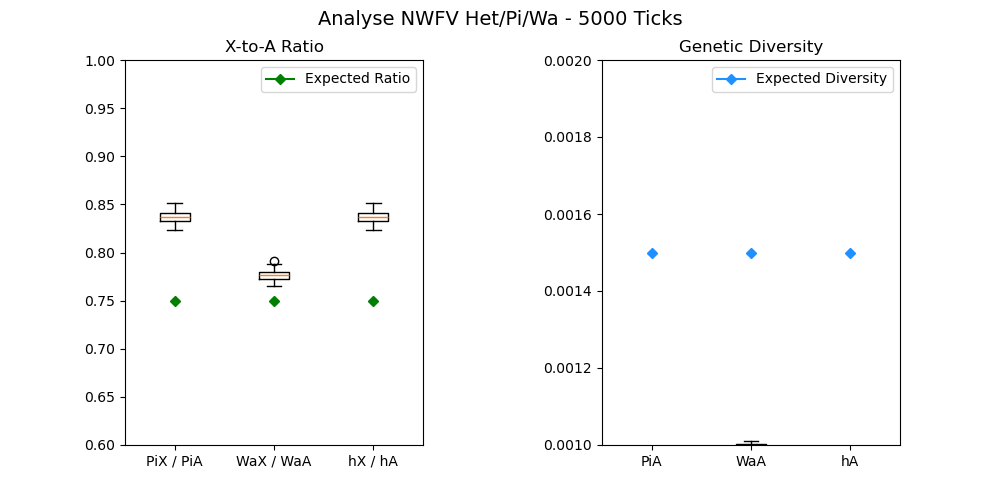 Analyse NWFV Het/Pi/Wa - 5000 Ticks
X-to-A Ratio
1.00
0.95
0.90
0.85
0.80
0.75
0.70
0.65
0.60
Expected Ratio
PiX / PiA
WaX / WaA
hX / hA
Genetic Diversity
0.0020
0.0018
0.0016
0.0014
0.0012
0.0010
Expected Diversity
PiA
WaA
hA